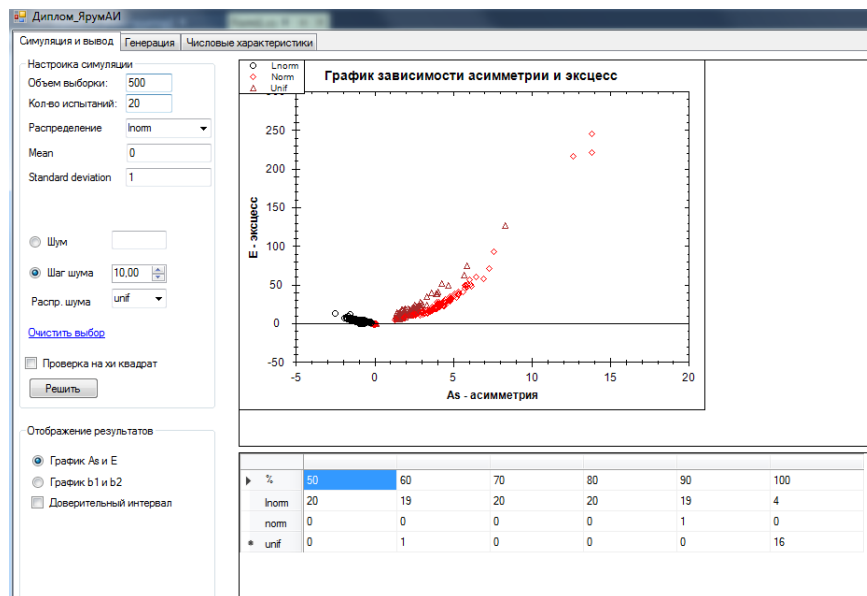 Диплом_ЯрумАИ
Симуляция и вывод Генерация Числовые характеристики
Настройка симуляции
Объем выборки: 500
Кол-во испытаний: 20
Распределение lnorm
Mean 0
Standard deviation 1
Шум
Шаг шума 10,00
Распр. шума unif
Очистить выбор
Проверка на хи квадрат
Решить
Отображение результатов
График As и E
График b1 и b2
Доверительный интервал
Lnorm
Norm
Unif
График зависимости асимметрии и эксцесс
E - эксцесс
250
200
150
100
50
0
-50
-5 0 5 10 15 20
As - асимметрия
% 50 60 70 80 90 100
lnorm 20 19 20 20 19 4
norm 0 0 0 0 1 0
unif 0 1 0 0 0 16